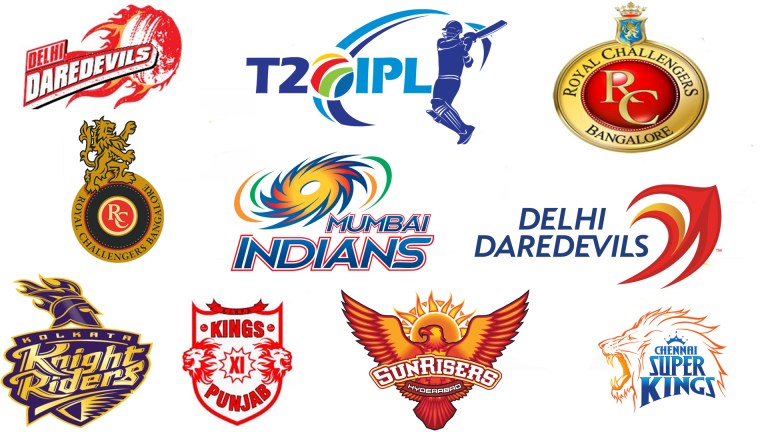 DELHI
DAREDEVILS
T20 IPL
ROYAL CHALLENGERS
RC
BANGALORE
RC
ROYAL CHALLENGERS BANGALORE
MUMBAI
INDIANS
DELHI
DAREDEVILS
TM
KOLKATA
Knight
Riders
KINGS
XI
PUNJAB
SUNRISERS
HYDERABAD
CHENNAI
SUPER
KINGS